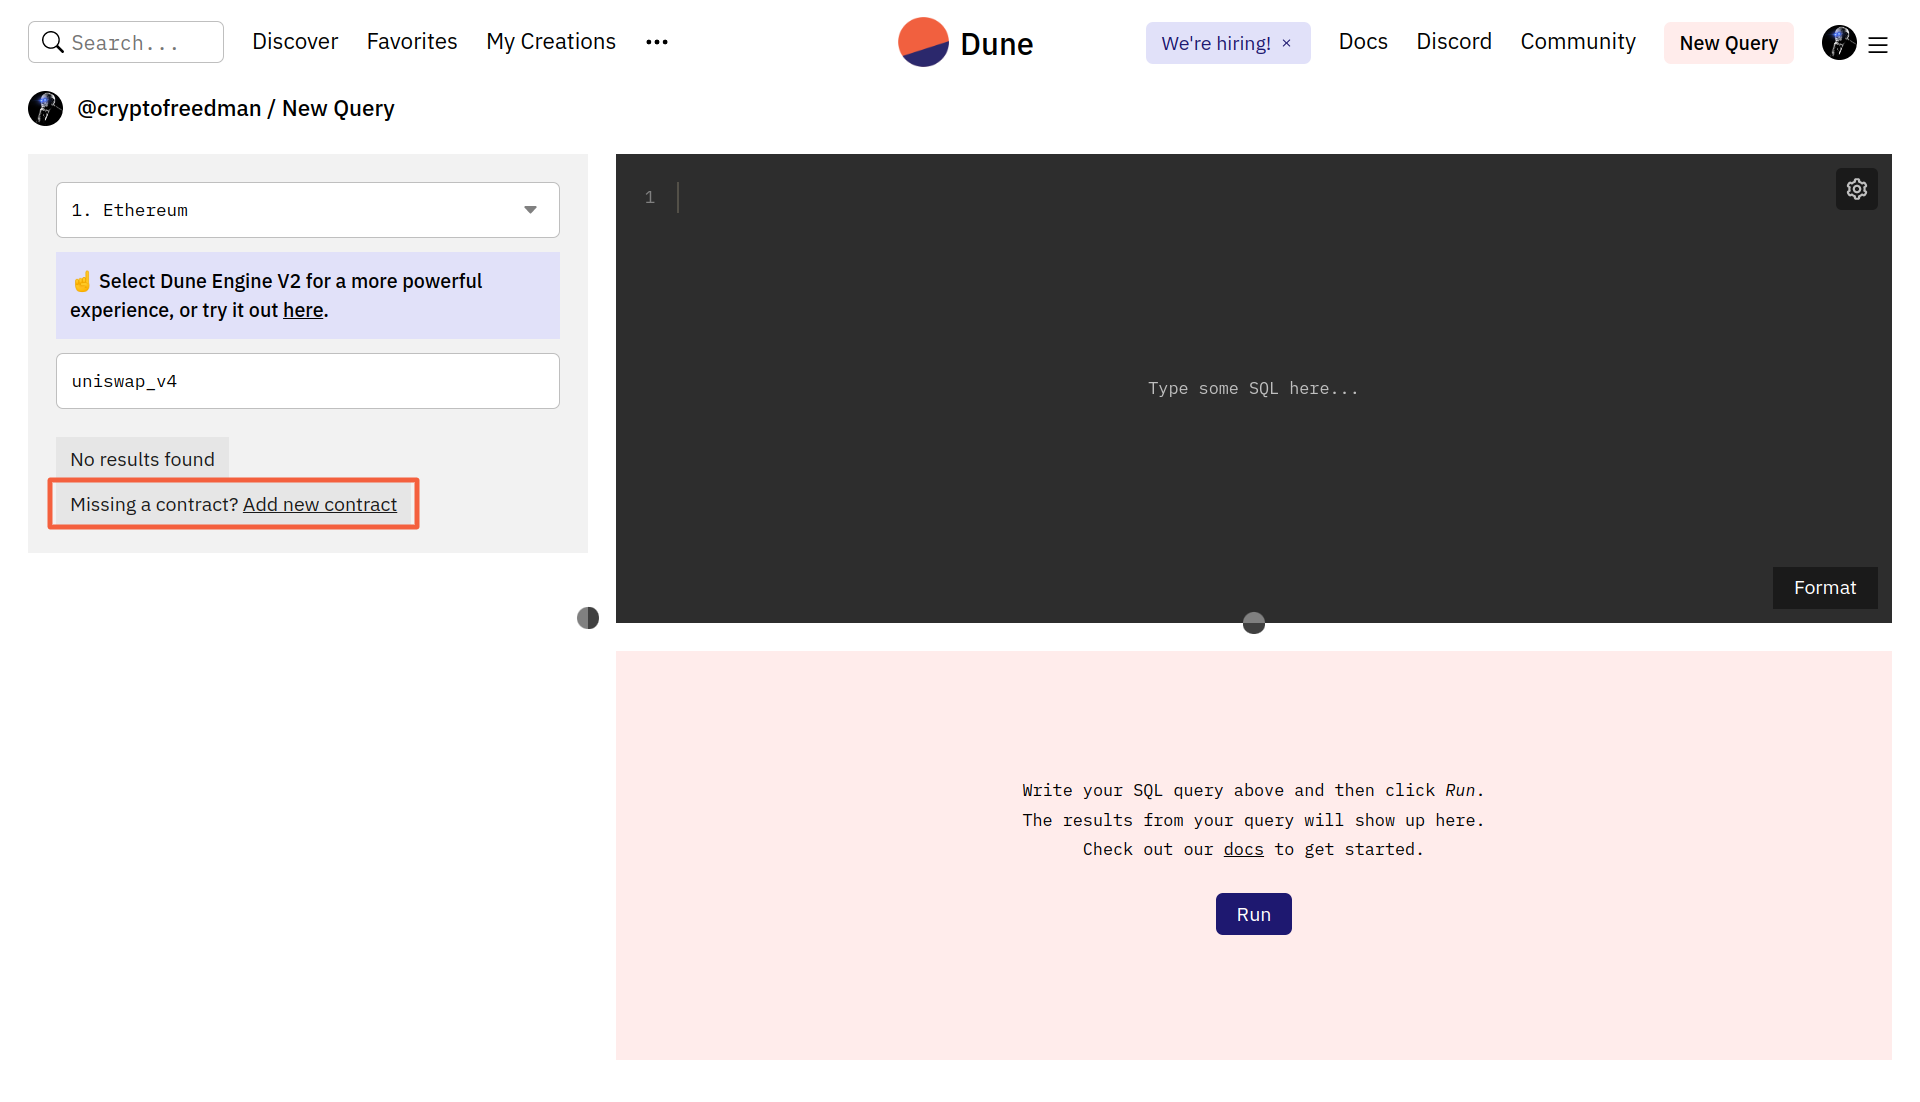 Search...
Discover
Favorites
My Creations
Dune
We're hiring! ×
Docs
Discord
Community
New Query
@cryptofreedman / New Query
1. Ethereum
☝ Select Dune Engine V2 for a more powerful
experience, or try it out here.
uniswap_v4
No results found
Missing a contract? Add new contract
1
Type some SQL here...
Format
Write your SQL query above and then click Run.
The results from your query will show up here.
Check out our docs to get started.
Run